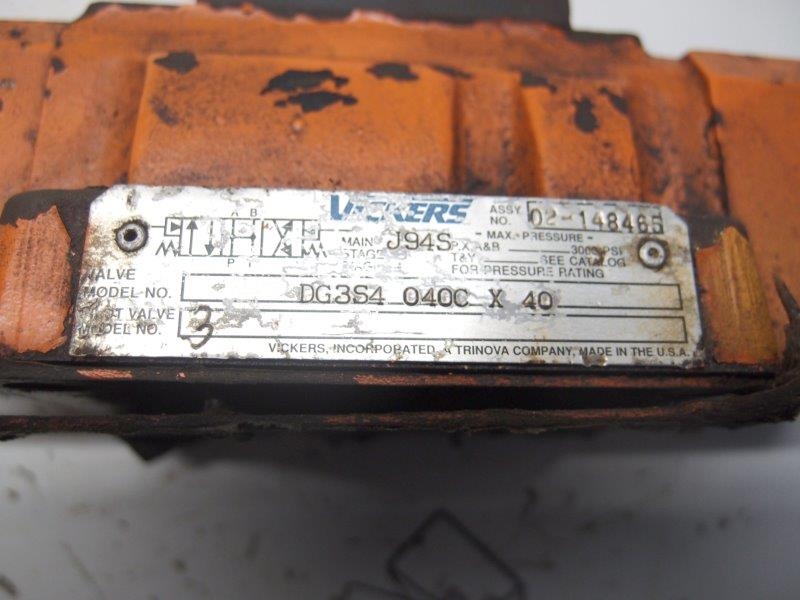 VICKERS ASSY. NO. 02-148465
A B
P T
MAIN STAGE J94S
- MAX. PRESSURE -
P,X,A&B 3000 PSI
T&Y SEE CATALOG
FOR PRESSURE RATING
VALVE MODEL NO. DG3S4 040C X 40
VALVE MODEL NO. 3
VICKERS, INCORPORATED, A TRINOVA COMPANY, MADE IN THE U.S.A.